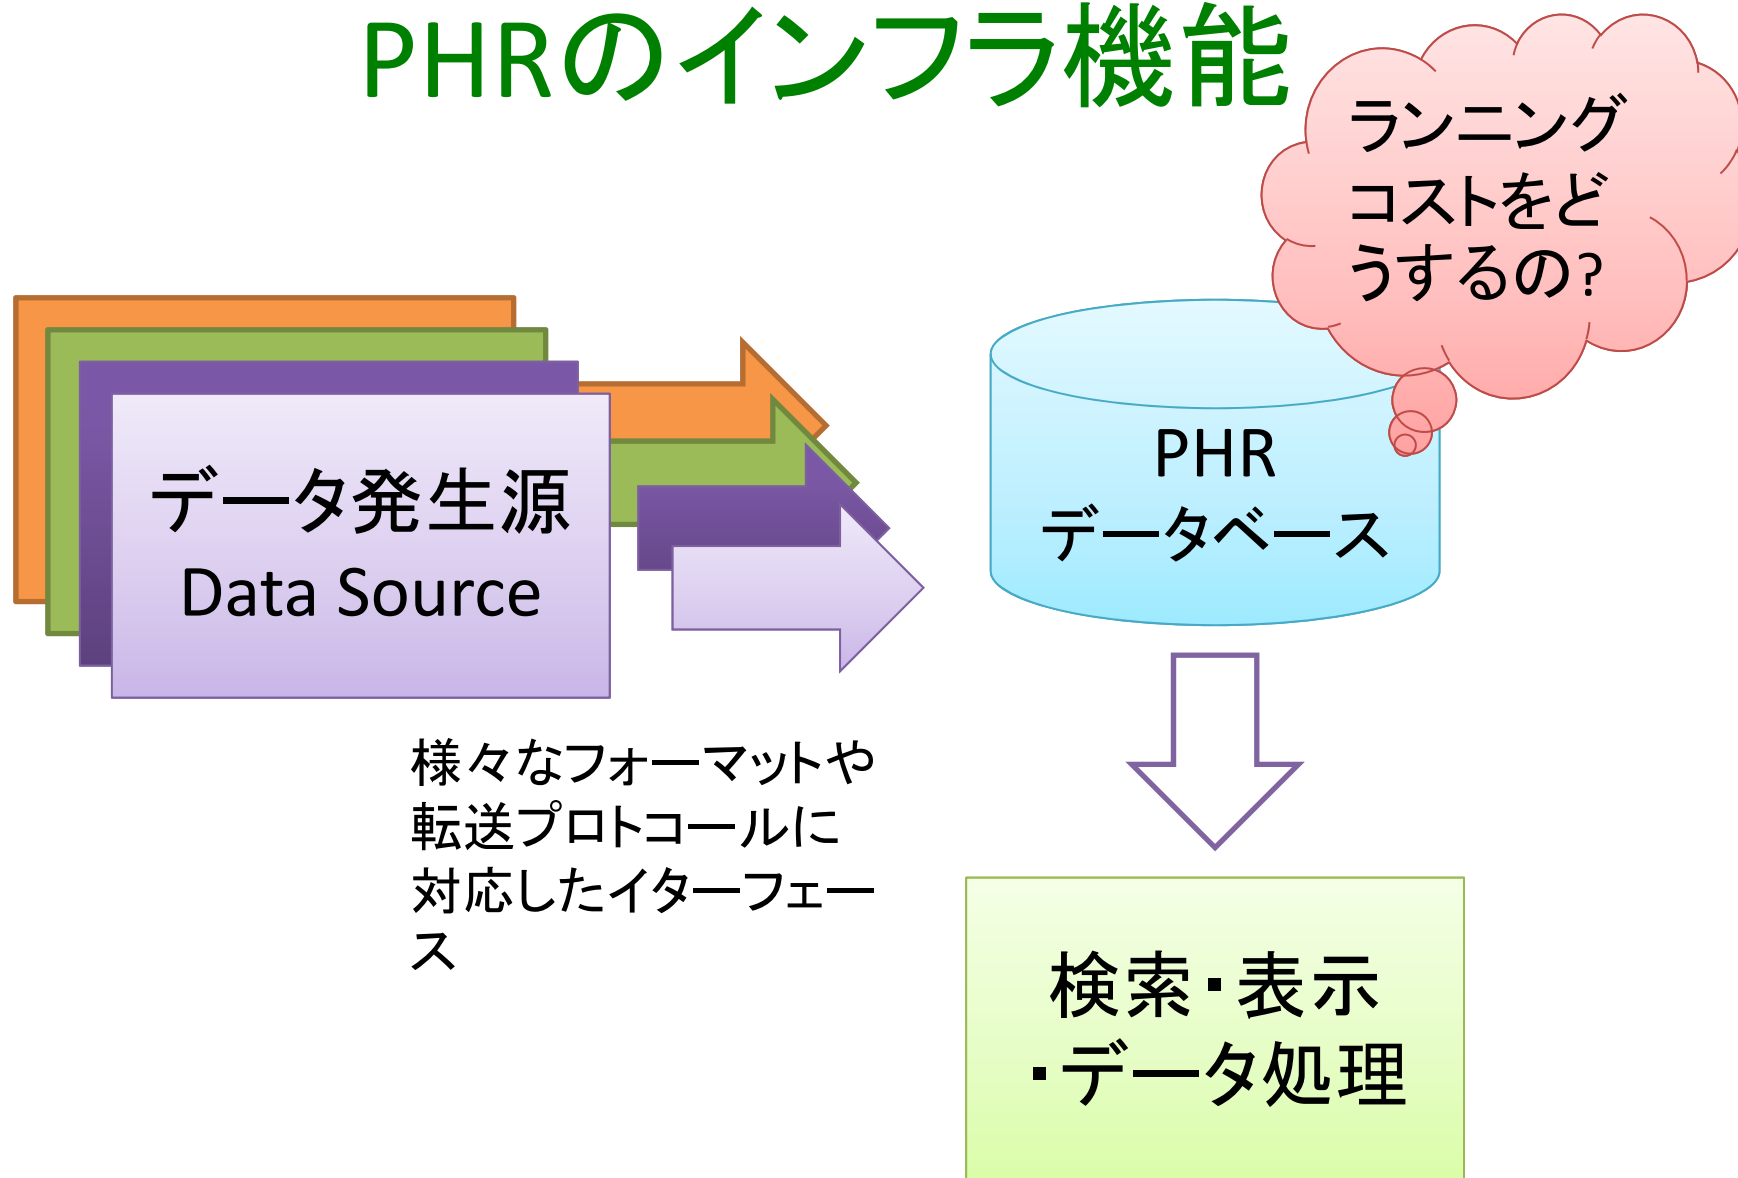 PHRのインフラ機能
ランニング
コストをど
うするの?
データ発生源
Data Source
PHR
データベース
様々なフォーマットや
転送プロトコールに
対応したイターフェー
ス
検索・表示
・データ処理